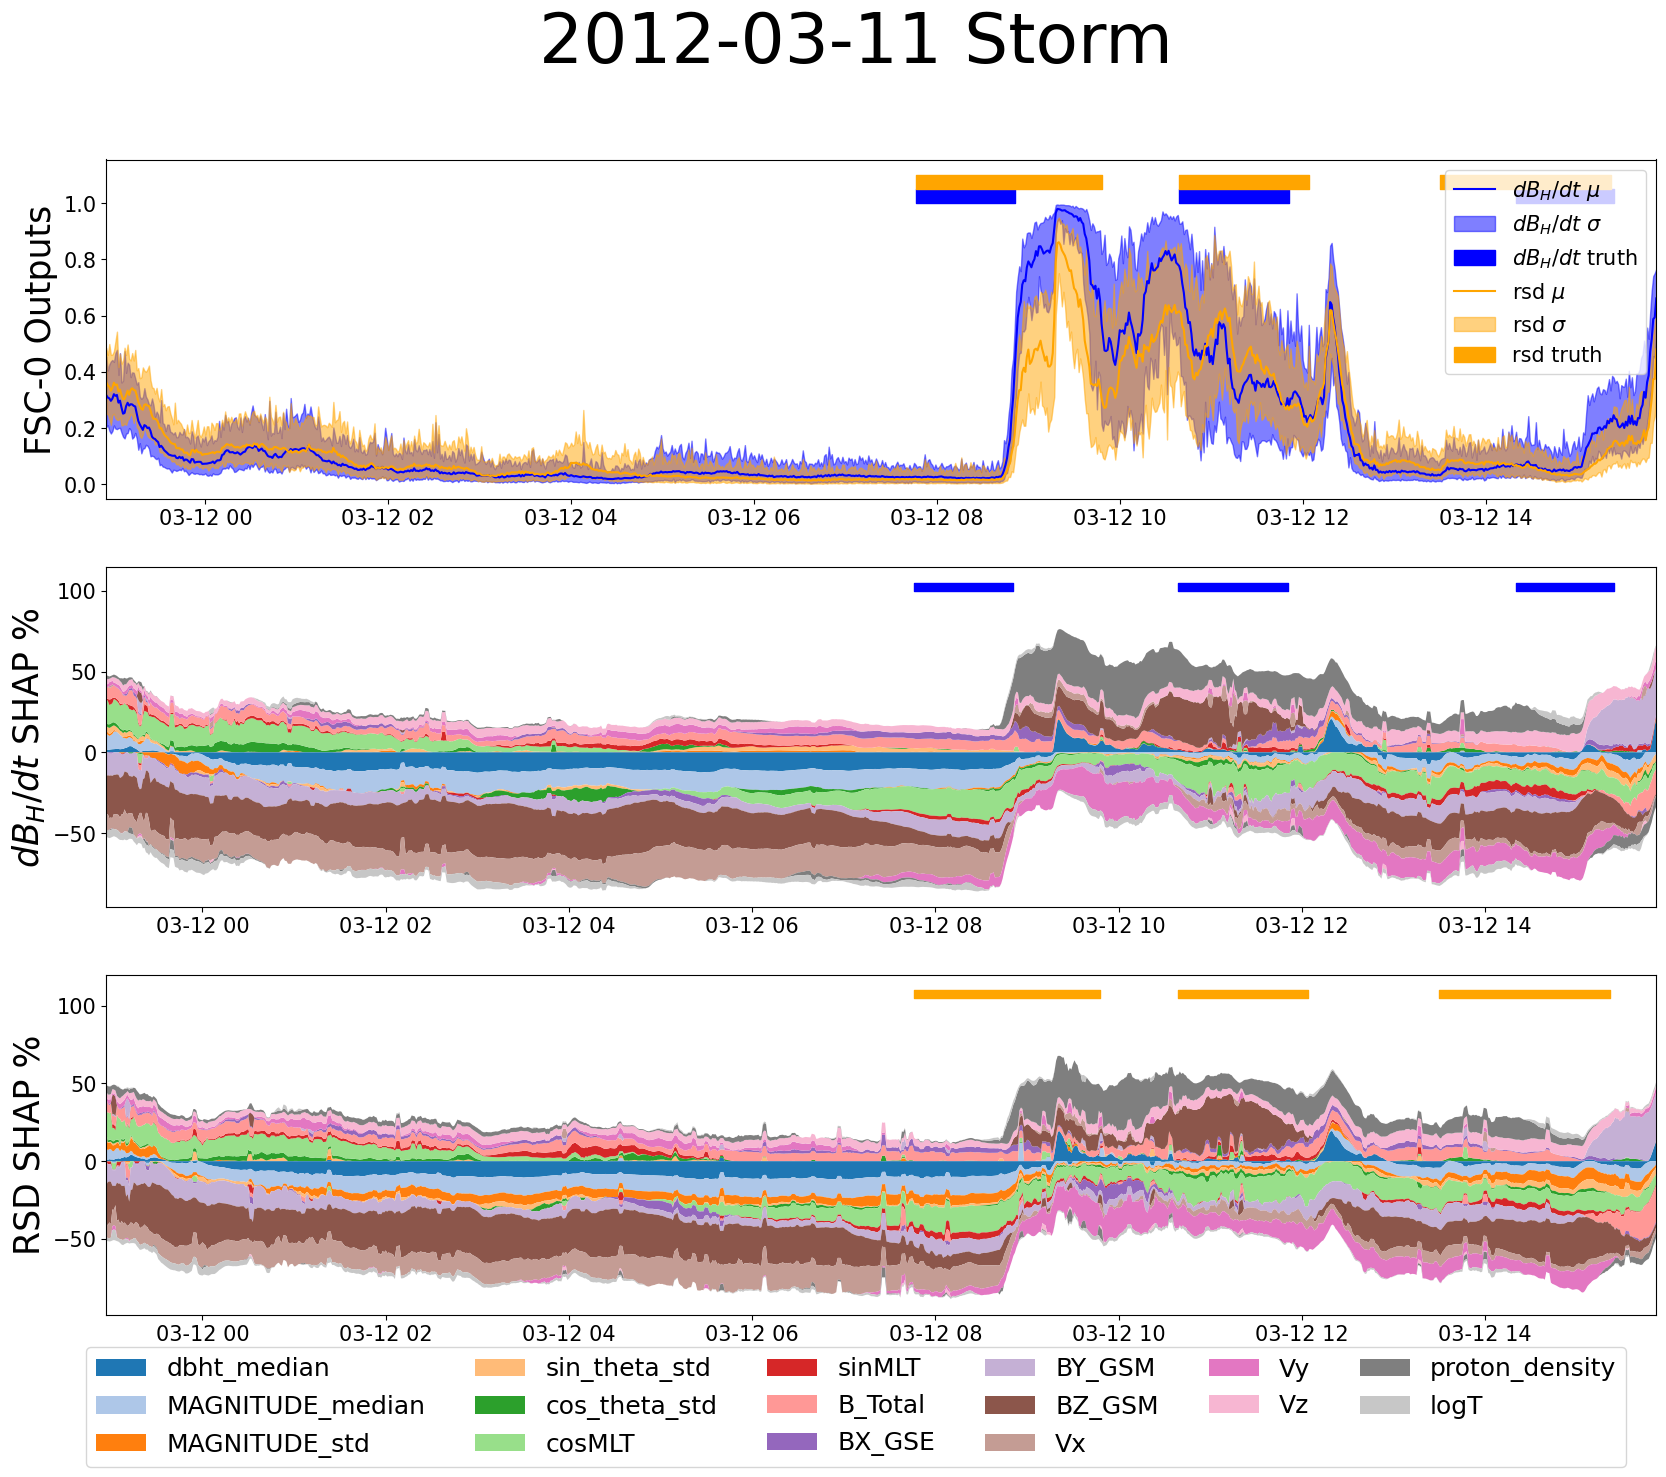 2012-03-11 Storm
FSC-0 Outputs
1.0
0.8
0.6
0.4
0.2
0.0
dB_H/dt μ
dB_H/dt σ
dB_H/dt truth
rsd μ
rsd σ
rsd truth
03-12 00 03-12 02 03-12 04 03-12 06 03-12 08 03-12 10 03-12 12 03-12 14
dB_H/dt SHAP %
100
50
0
−50
03-12 00 03-12 02 03-12 04 03-12 06 03-12 08 03-12 10 03-12 12 03-12 14
RSD SHAP %
100
50
0
−50
03-12 00 03-12 02 03-12 04 03-12 06 03-12 08 03-12 10 03-12 12 03-12 14
dbht_median sin_theta_std sinMLT BY_GSM Vy proton_density
MAGNITUDE_median cos_theta_std B_Total BZ_GSM Vz logT
MAGNITUDE_std cosMLT BX_GSE Vx